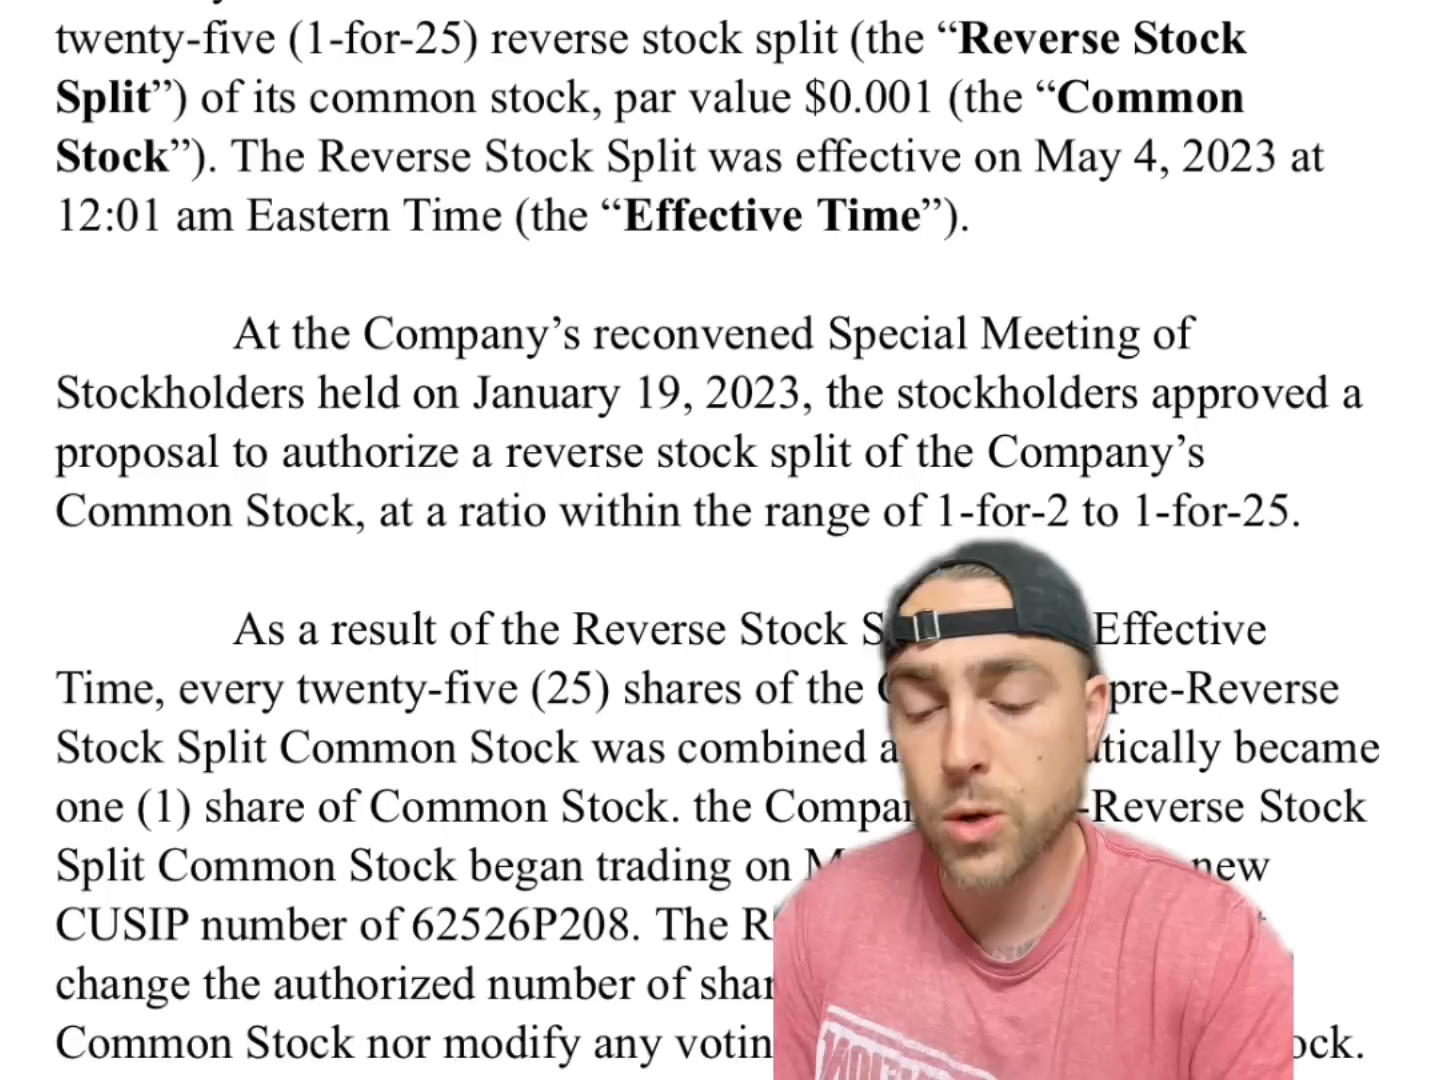 twenty-five (1-for-25) reverse stock split (the “Reverse Stock
Split”) of its common stock, par value $0.001 (the “Common
Stock”). The Reverse Stock Split was effective on May 4, 2023 at
12:01 am Eastern Time (the “Effective Time”).
At the Company’s reconvened Special Meeting of
Stockholders held on January 19, 2023, the stockholders approved a
proposal to authorize a reverse stock split of the Company’s
Common Stock, at a ratio within the range of 1-for-2 to 1-for-25.
As a result of the Reverse Stock Effective
Time, every twenty-five (25) shares of the pre-Reverse
Stock Split Common Stock was combined became
one (1) share of Common Stock. the -Reverse Stock
Split Common Stock began trading on new
CUSIP number of 62526P208. The
change the authorized number of
Common Stock nor modify any